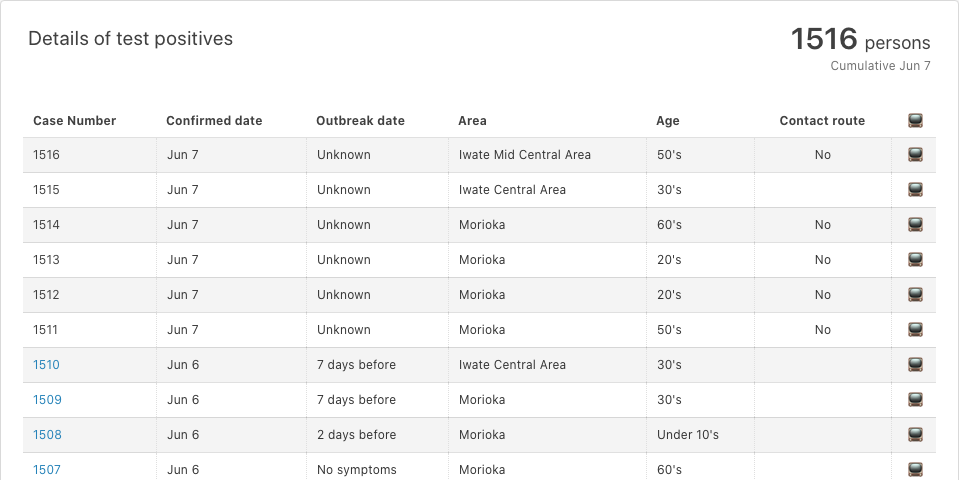 Details of test positives
1516 persons
Cumulative Jun 7
Case Number Confirmed date Outbreak date Area Age Contact route
1516 Jun 7 Unknown Iwate Mid Central Area 50's No
1515 Jun 7 Unknown Iwate Central Area 30's
1514 Jun 7 Unknown Morioka 60's No
1513 Jun 7 Unknown Morioka 20's No
1512 Jun 7 Unknown Morioka 20's No
1511 Jun 7 Unknown Morioka 50's No
1510 Jun 6 7 days before Iwate Central Area 30's
1509 Jun 6 7 days before Morioka 30's
1508 Jun 6 2 days before Morioka Under 10's
1507 Jun 6 No symptoms Morioka 60's